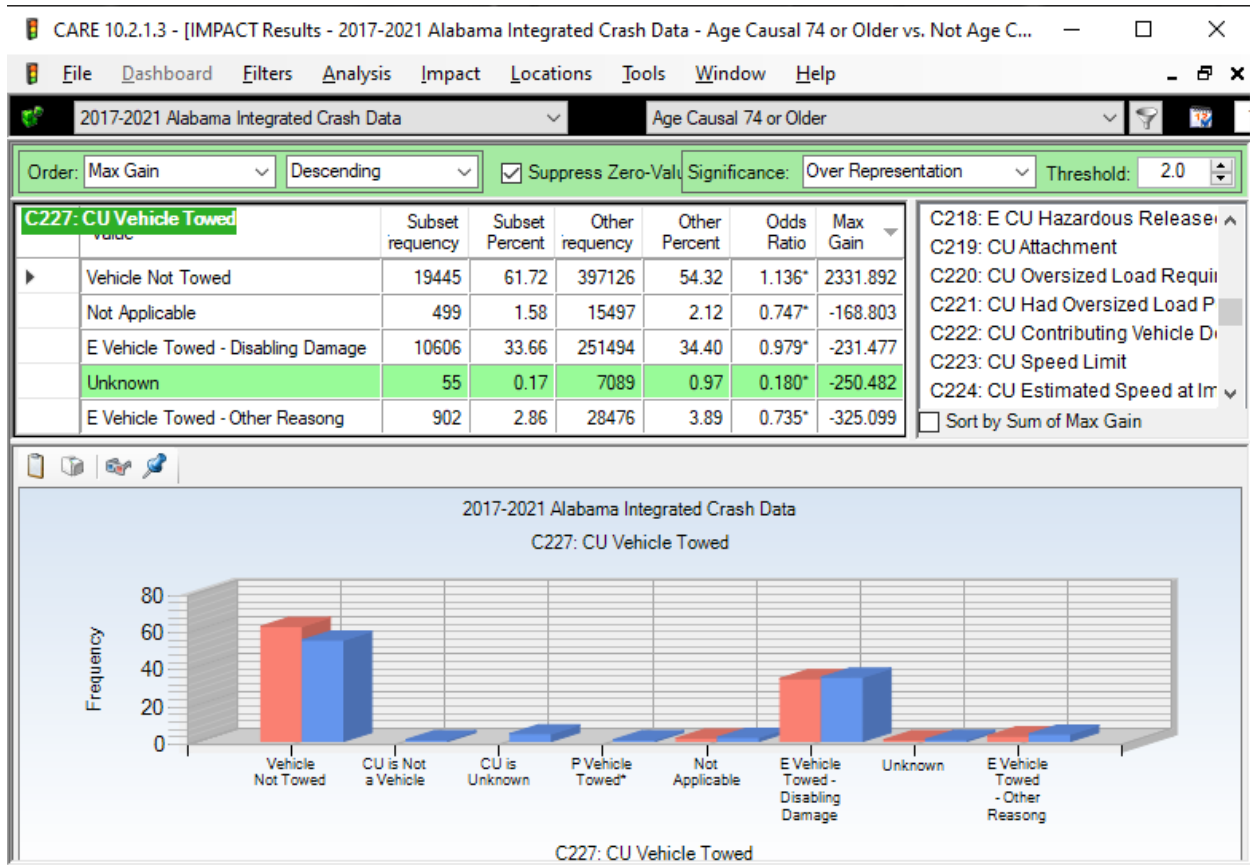 CARE 10.2.1.3 - [IMPACT Results - 2017-2021 Alabama Integrated Crash Data - Age Causal 74 or Older vs. Not Age C...
File Dashboard Filters Analysis Impact Locations Tools Window Help
2017-2021 Alabama Integrated Crash Data Age Causal 74 or Older
Order: Max Gain Descending Suppress Zero-Valu Significance: Over Representation Threshold: 2.0
C227: CU Vehicle Towed
Value Subset requency Subset Percent Other requency Other Percent Odds Ratio Max Gain
Vehicle Not Towed 19445 61.72 397126 54.32 1.136* 2331.892
Not Applicable 499 1.58 15497 2.12 0.747* -168.803
E Vehicle Towed - Disabling Damage 10606 33.66 251494 34.40 0.979* -231.477
Unknown 55 0.17 7089 0.97 0.180* -250.482
E Vehicle Towed - Other Reasong 902 2.86 28476 3.89 0.735* -325.099
C218: E CU Hazardous Released
C219: CU Attachment
C220: CU Oversized Load Requir
C221: CU Had Oversized Load P
C222: CU Contributing Vehicle De
C223: CU Speed Limit
C224: CU Estimated Speed at Im
Sort by Sum of Max Gain
2017-2021 Alabama Integrated Crash Data
C227: CU Vehicle Towed
Frequency
80
60
40
20
0
Vehicle Not Towed
CU is Not a Vehicle
CU is Unknown
P Vehicle Towed*
Not Applicable
E Vehicle Towed - Disabling Damage
Unknown
E Vehicle Towed - Other Reasong
C227: CU Vehicle Towed